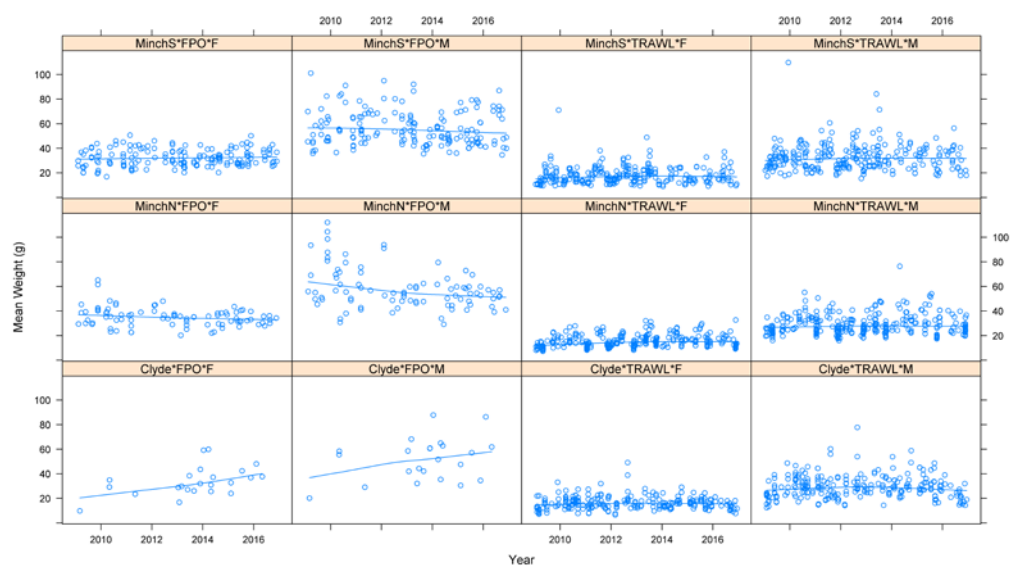 2010 2012 2014 2016 2010 2012 2014 2016
MinchS*FPO*F MinchS*FPO*M MinchS*TRAWL*F MinchS*TRAWL*M
100
80
60
40
20
MinchN*FPO*F MinchN*FPO*M MinchN*TRAWL*F MinchN*TRAWL*M
100
80
60
40
20
Mean Weight (g)
Clyde*FPO*F Clyde*FPO*M Clyde*TRAWL*F Clyde*TRAWL*M
100
80
60
40
20
2010 2012 2014 2016 2010 2012 2014 2016
Year